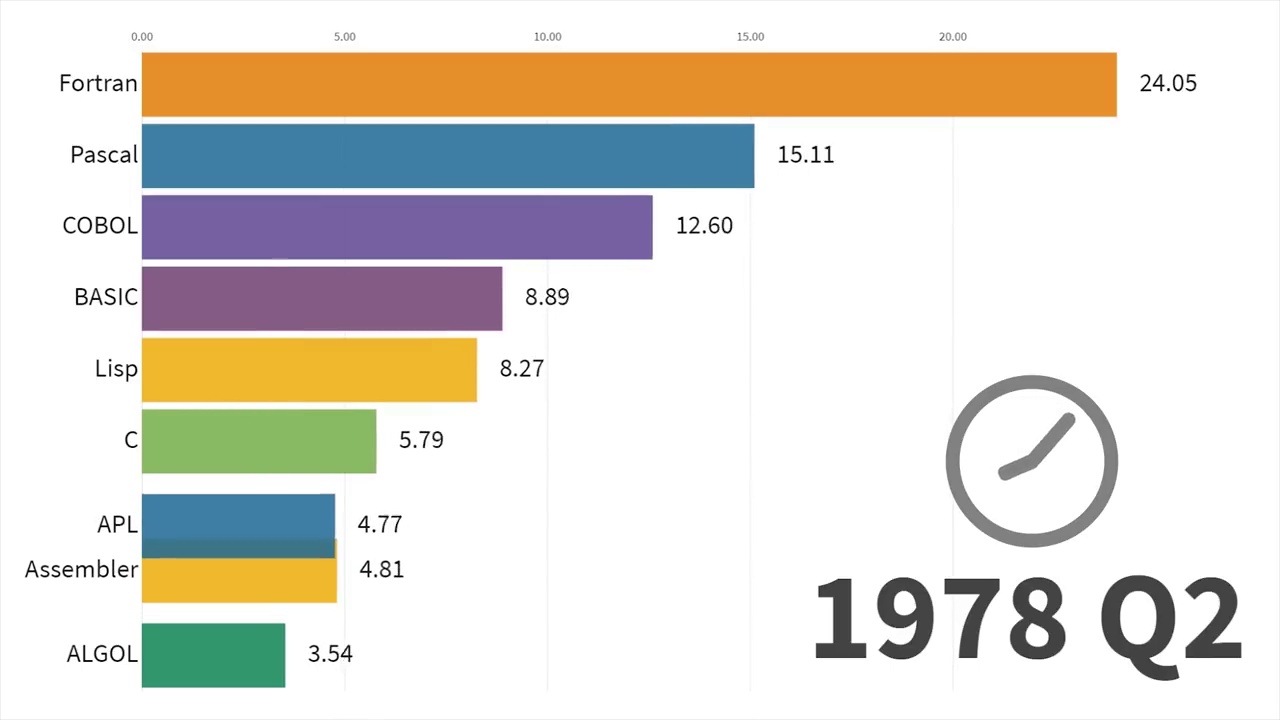 0.00 5.00 10.00 15.00 20.00
Fortran 24.05
Pascal 15.11
COBOL 12.60
BASIC 8.89
Lisp 8.27
C 5.79
APL 4.77
Assembler 4.81
1978 Q2
ALGOL 3.54